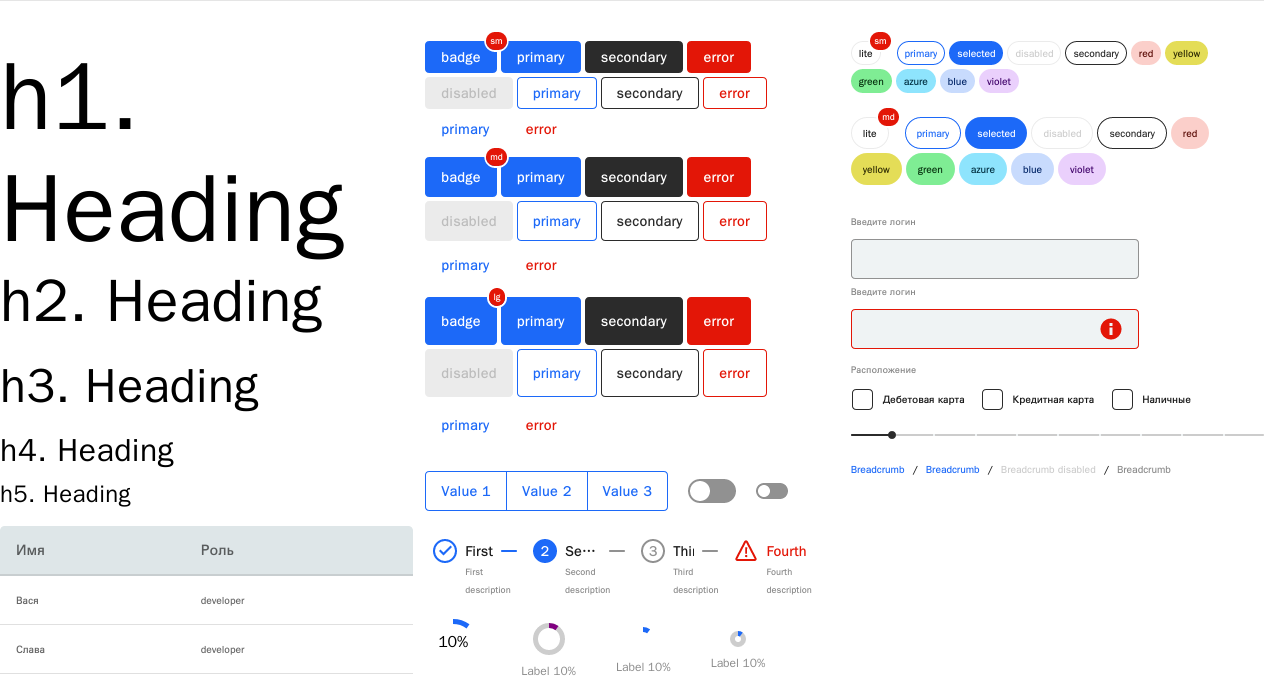 h1.
Heading
h2. Heading
h3. Heading
h4. Heading
h5. Heading
Имя Роль
Вася developer
Слава developer
sm
badge primary secondary error
disabled primary secondary error
primary error
md
badge primary secondary error
disabled primary secondary error
primary error
lg
badge primary secondary error
disabled primary secondary error
primary error
Value 1 Value 2 Value 3
First 2 Se··· 3 Thi Fourth
First Second Third Fourth
description description description description
10%
Label 10% Label 10% Label 10%
sm
lite primary selected disabled secondary red yellow
green azure blue violet
md
lite primary selected disabled secondary red
yellow green azure blue violet
Введите логин
Введите логин
Расположение
Дебетовая карта Кредитная карта Наличные
Breadcrumb / Breadcrumb / Breadcrumb disabled / Breadcrumb